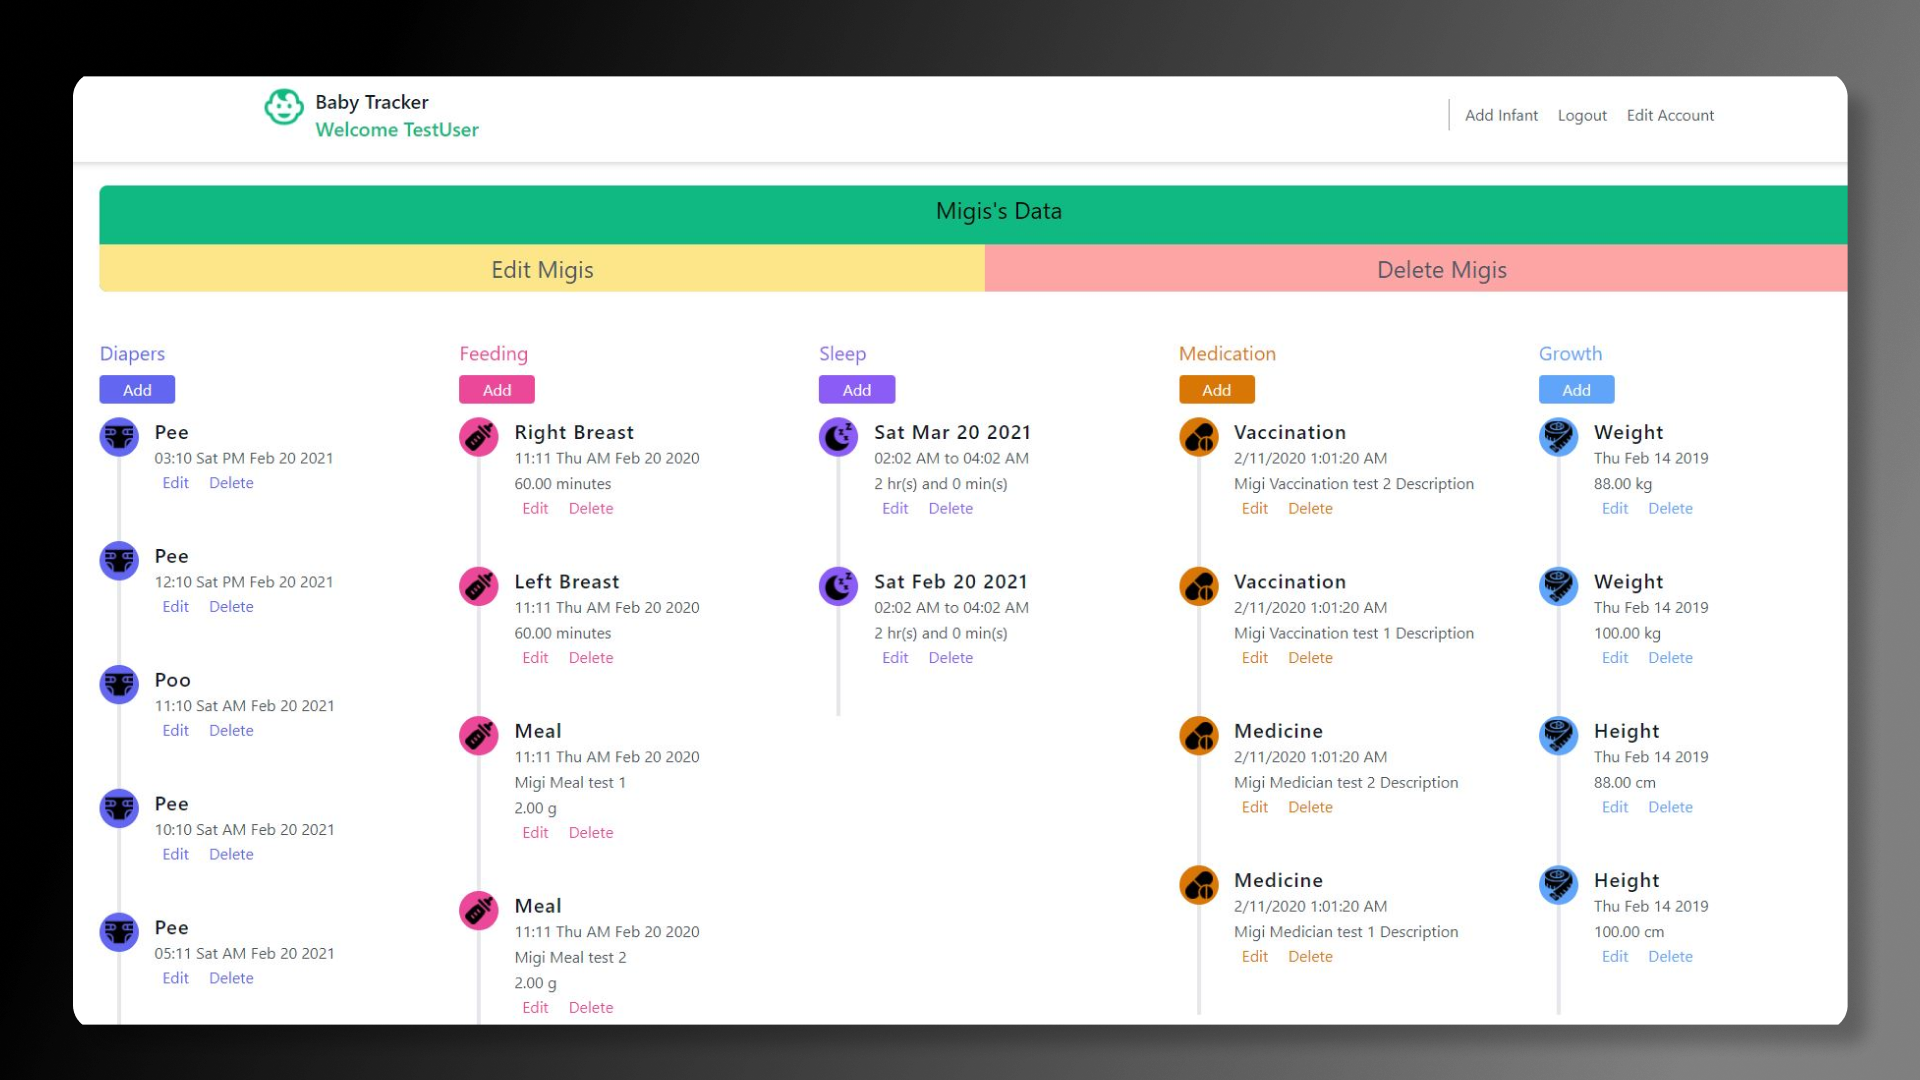 Baby Tracker
Welcome TestUser
Add Infant Logout Edit Account
Migis's Data
Edit Migis Delete Migis
Diapers
Add
Pee
03:10 Sat PM Feb 20 2021
Edit Delete
Pee
12:10 Sat PM Feb 20 2021
Edit Delete
Poo
11:10 Sat AM Feb 20 2021
Edit Delete
Pee
10:10 Sat AM Feb 20 2021
Edit Delete
Pee
05:11 Sat AM Feb 20 2021
Edit Delete
Feeding
Add
Right Breast
11:11 Thu AM Feb 20 2020
60.00 minutes
Edit Delete
Left Breast
11:11 Thu AM Feb 20 2020
60.00 minutes
Edit Delete
Meal
11:11 Thu AM Feb 20 2020
Migi Meal test 1
2.00 g
Edit Delete
Meal
11:11 Thu AM Feb 20 2020
Migi Meal test 2
2.00 g
Edit Delete
Sleep
Add
Sat Mar 20 2021
02:02 AM to 04:02 AM
2 hr(s) and 0 min(s)
Edit Delete
Sat Feb 20 2021
02:02 AM to 04:02 AM
2 hr(s) and 0 min(s)
Edit Delete
Medication
Add
Vaccination
2/11/2020 1:01:20 AM
Migi Vaccination test 2 Description
Edit Delete
Vaccination
2/11/2020 1:01:20 AM
Migi Vaccination test 1 Description
Edit Delete
Medicine
2/11/2020 1:01:20 AM
Migi Medician test 2 Description
Edit Delete
Medicine
2/11/2020 1:01:20 AM
Migi Medician test 1 Description
Edit Delete
Growth
Add
Weight
Thu Feb 14 2019
88.00 kg
Edit Delete
Weight
Thu Feb 14 2019
100.00 kg
Edit Delete
Height
Thu Feb 14 2019
88.00 cm
Edit Delete
Height
Thu Feb 14 2019
100.00 cm
Edit Delete